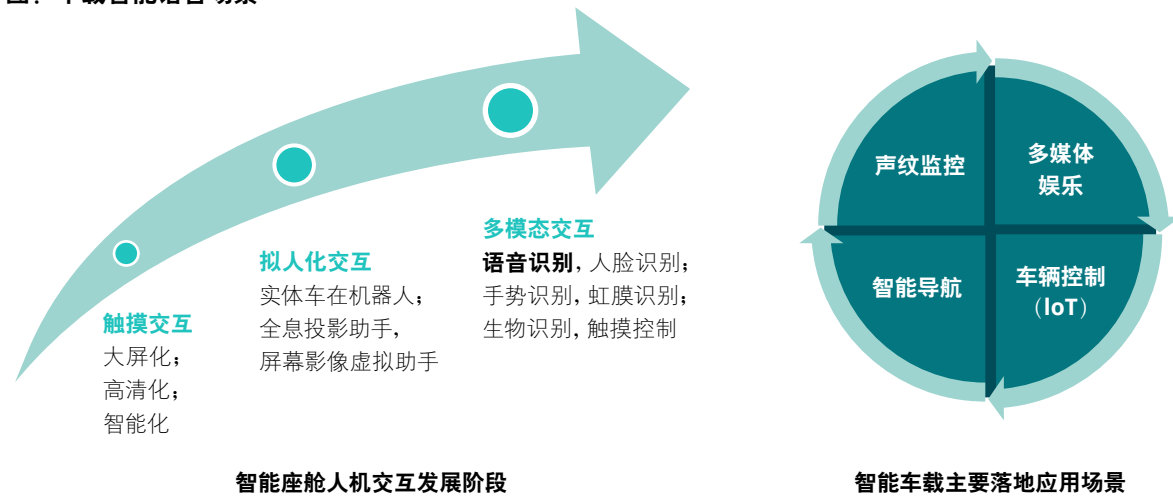 触摸交互
大屏化;
高清化;
智能化
拟人化交互
实体车在机器人;
全息投影助手,
屏幕影像虚拟助手
多模态交互
语音识别, 人脸识别;
手势识别, 虹膜识别;
生物识别, 触摸控制
智能座舱人机交互发展阶段
声纹监控
多媒体
娱乐
智能导航
车辆控制
(IoT)
智能车载主要落地应用场景